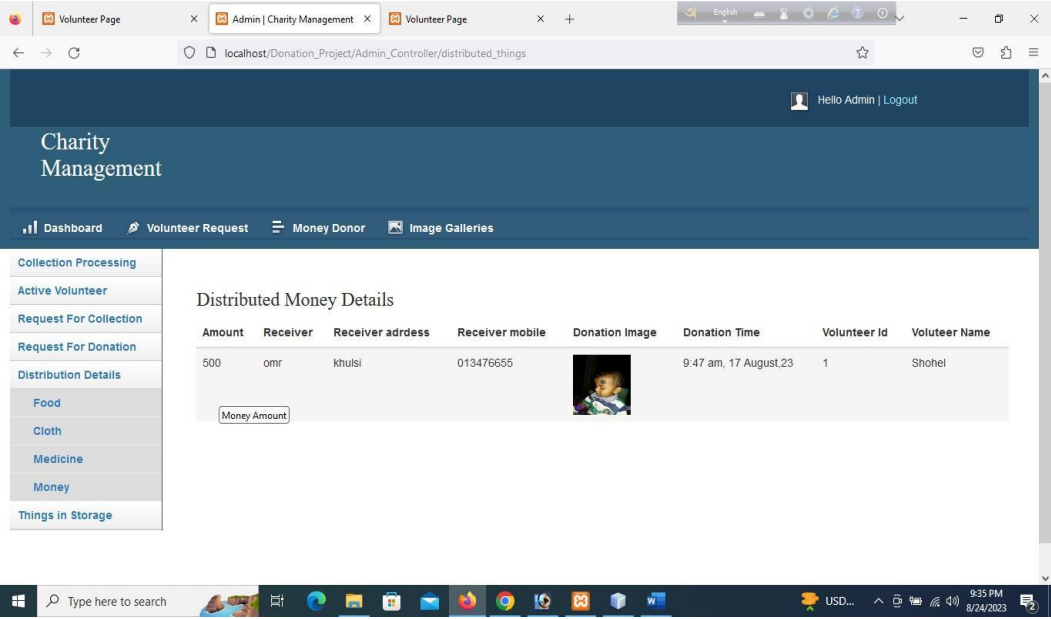 Volunteer Page
Admin | Charity Management
Volunteer Page
English
localhost/Donation_Project/Admin_Controller/distributed_things
Hello Admin | Logout
Charity
Management
Dashboard
Volunteer Request
Money Donor
Image Galleries
Collection Processing
Active Volunteer
Request For Collection
Request For Donation
Distribution Details
Food
Cloth
Medicine
Money
Things in Storage
Distributed Money Details
Amount Receiver Receiver adrdess Receiver mobile Donation Image Donation Time Volunteer Id Voluteer Name
500 omr khulsi 013476655 9:47 am, 17 August,23 1 Shohel
Money Amount
Type here to search
USD...
9:35 PM
8/24/2023
2